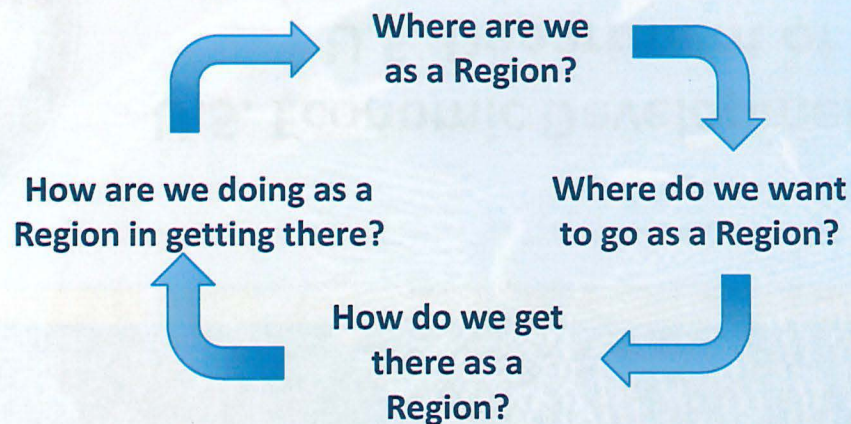 Where are we
as a Region?
Where do we want
to go as a Region?
How do we get
there as a
Region?
How are we doing as a
Region in getting there?